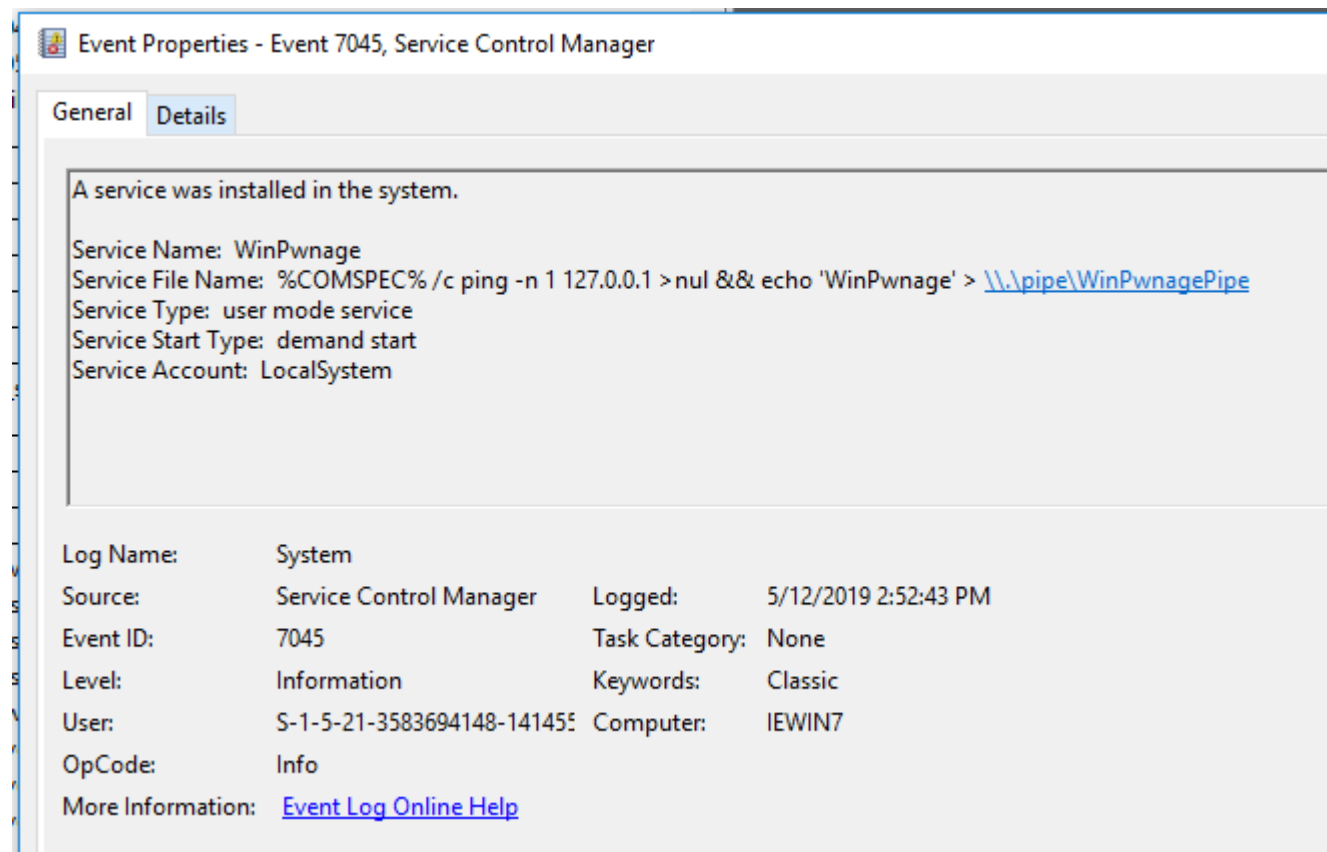 Event Properties - Event 7045, Service Control Manager
General Details
A service was installed in the system.
Service Name: WinPwnage
Service File Name: %COMSPEC% /c ping -n 1 127.0.0.1 >nul && echo 'WinPwnage' > \\.\pipe\WinPwnagePipe
Service Type: user mode service
Service Start Type: demand start
Service Account: LocalSystem
Log Name: System
Source: Service Control Manager Logged: 5/12/2019 2:52:43 PM
Event ID: 7045 Task Category: None
Level: Information Keywords: Classic
User: S-1-5-21-3583694148-141455 Computer: IEWIN7
OpCode: Info
More Information: Event Log Online Help